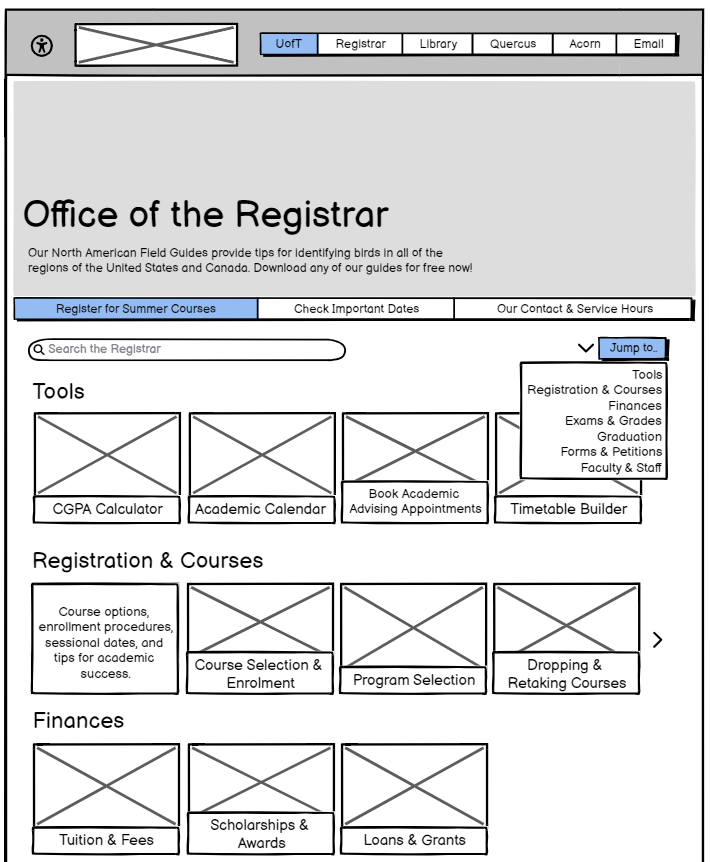 UofT
Registrar
Library
Quercus
Acorn
Email
Office of the Registrar
Our North American Field Guides provide tips for identifying birds in all of the
regions of the United States and Canada. Download any of our guides for free now!
Register for Summer Courses
Check Important Dates
Our Contact & Service Hours
Search the Registrar
Jump to..
Tools
Registration & Courses
Finances
Exams & Grades
Graduation
Forms & Petitions
Faculty & Staff
Tools
CGPA Calculator
Academic Calendar
Book Academic
Advising Appointments
Timetable Builder
Registration & Courses
Course options,
enrollment procedures,
sessional dates, and
tips for academic
success.
Course Selection &
Enrolment
Program Selection
Dropping &
Retaking Courses
Finances
Tuition & Fees
Scholarships &
Awards
Loans & Grants